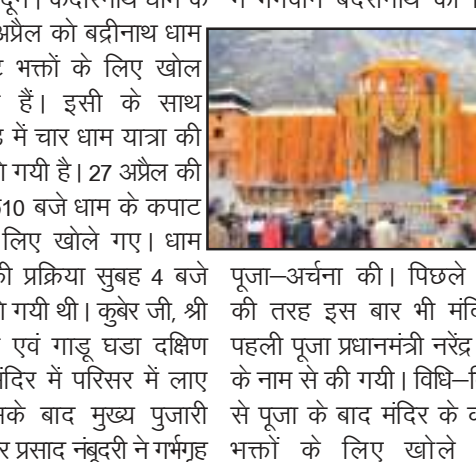 केदारनाथ धाम के
अप्रैल को बद्रीनाथ धाम
भक्तों के लिए खोल
हैं। इसी के साथ
में चार धाम यात्रा की
गयी है। 27 अप्रैल की
10 बजे धाम के कपाट
लिए खोले गए। धाम
की प्रक्रिया सुबह 4 बजे
गयी थी। कुबेर जी, श्री
एवं गाडू घडा दक्षिण
में परिसर में लाए
के बाद मुख्य पुजारी
प्रसाद नंबूदरी ने गर्भगृह
पूजा–अर्चना की। पिछले
की तरह इस बार भी
पहली पूजा प्रधानमंत्री नरेंद्र
के नाम से की गयी। विधि–
से पूजा के बाद मंदिर के
भक्तों के लिए खोले